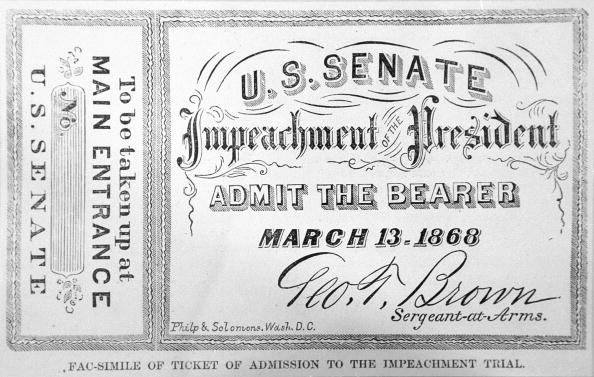 To be taken up at
MAIN ENTRANCE
No.
U.S. SENATE
U.S. SENATE
Impeachment OF THE President
ADMIT THE BEARER
MARCH 13. 1868
Geo. T. Brown
Sergeant-at-Arms.
Philp & Solomons. Wash. D.C.
FAC-SIMILE OF TICKET OF ADMISSION TO THE IMPEACHMENT TRIAL.